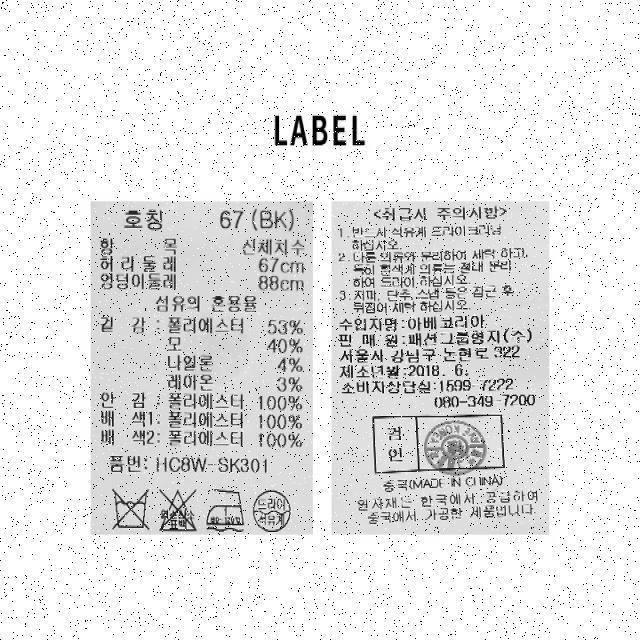 LABEL
호칭 67 (BK)
항 목 신체치수
허리둘레 67cm
엉덩이둘레 88cm
섬유의 혼용율
겉 감 : 폴리에스터 53%
모 40%
나일론 4%
레이온 3%
안 감 : 폴리에스터 100%
배 색1: 폴리에스터 100%
배 색2: 폴리에스터 100%
품번: HC8W SK301
드라이
석유계
<취급시 주의사항>
1. 반드시 석유계 드라이크리닝
하십시오.
2. 다른 의류와 분리하여 세탁 하고,
특히 흰색계 의류는 절대 분리
하여 드라이 하십시오.
3. 지퍼, 단추, 스냅 등은 잠근 후
뒤집어 세탁 하십시오.
수입자명:아베코리아
판 매 원:패션그룹형지(수)
서울시 강남구 논현로 322
제조년월:2018. 6.
소비자상담실:1599-7222
080-349-7200
검
인
중국(MADE IN CHINA)
원자재는 한국에서 공급하여
중국에서 가공한 제품입니다.